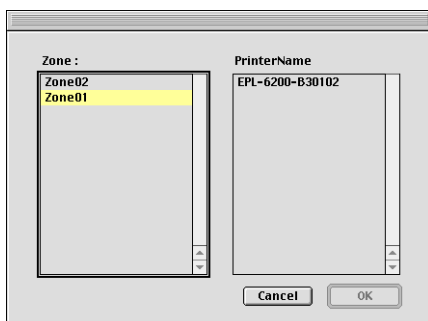 Zone :
Zone02
Zone01
PrinterName
EPL-6200-B30102
Cancel
OK